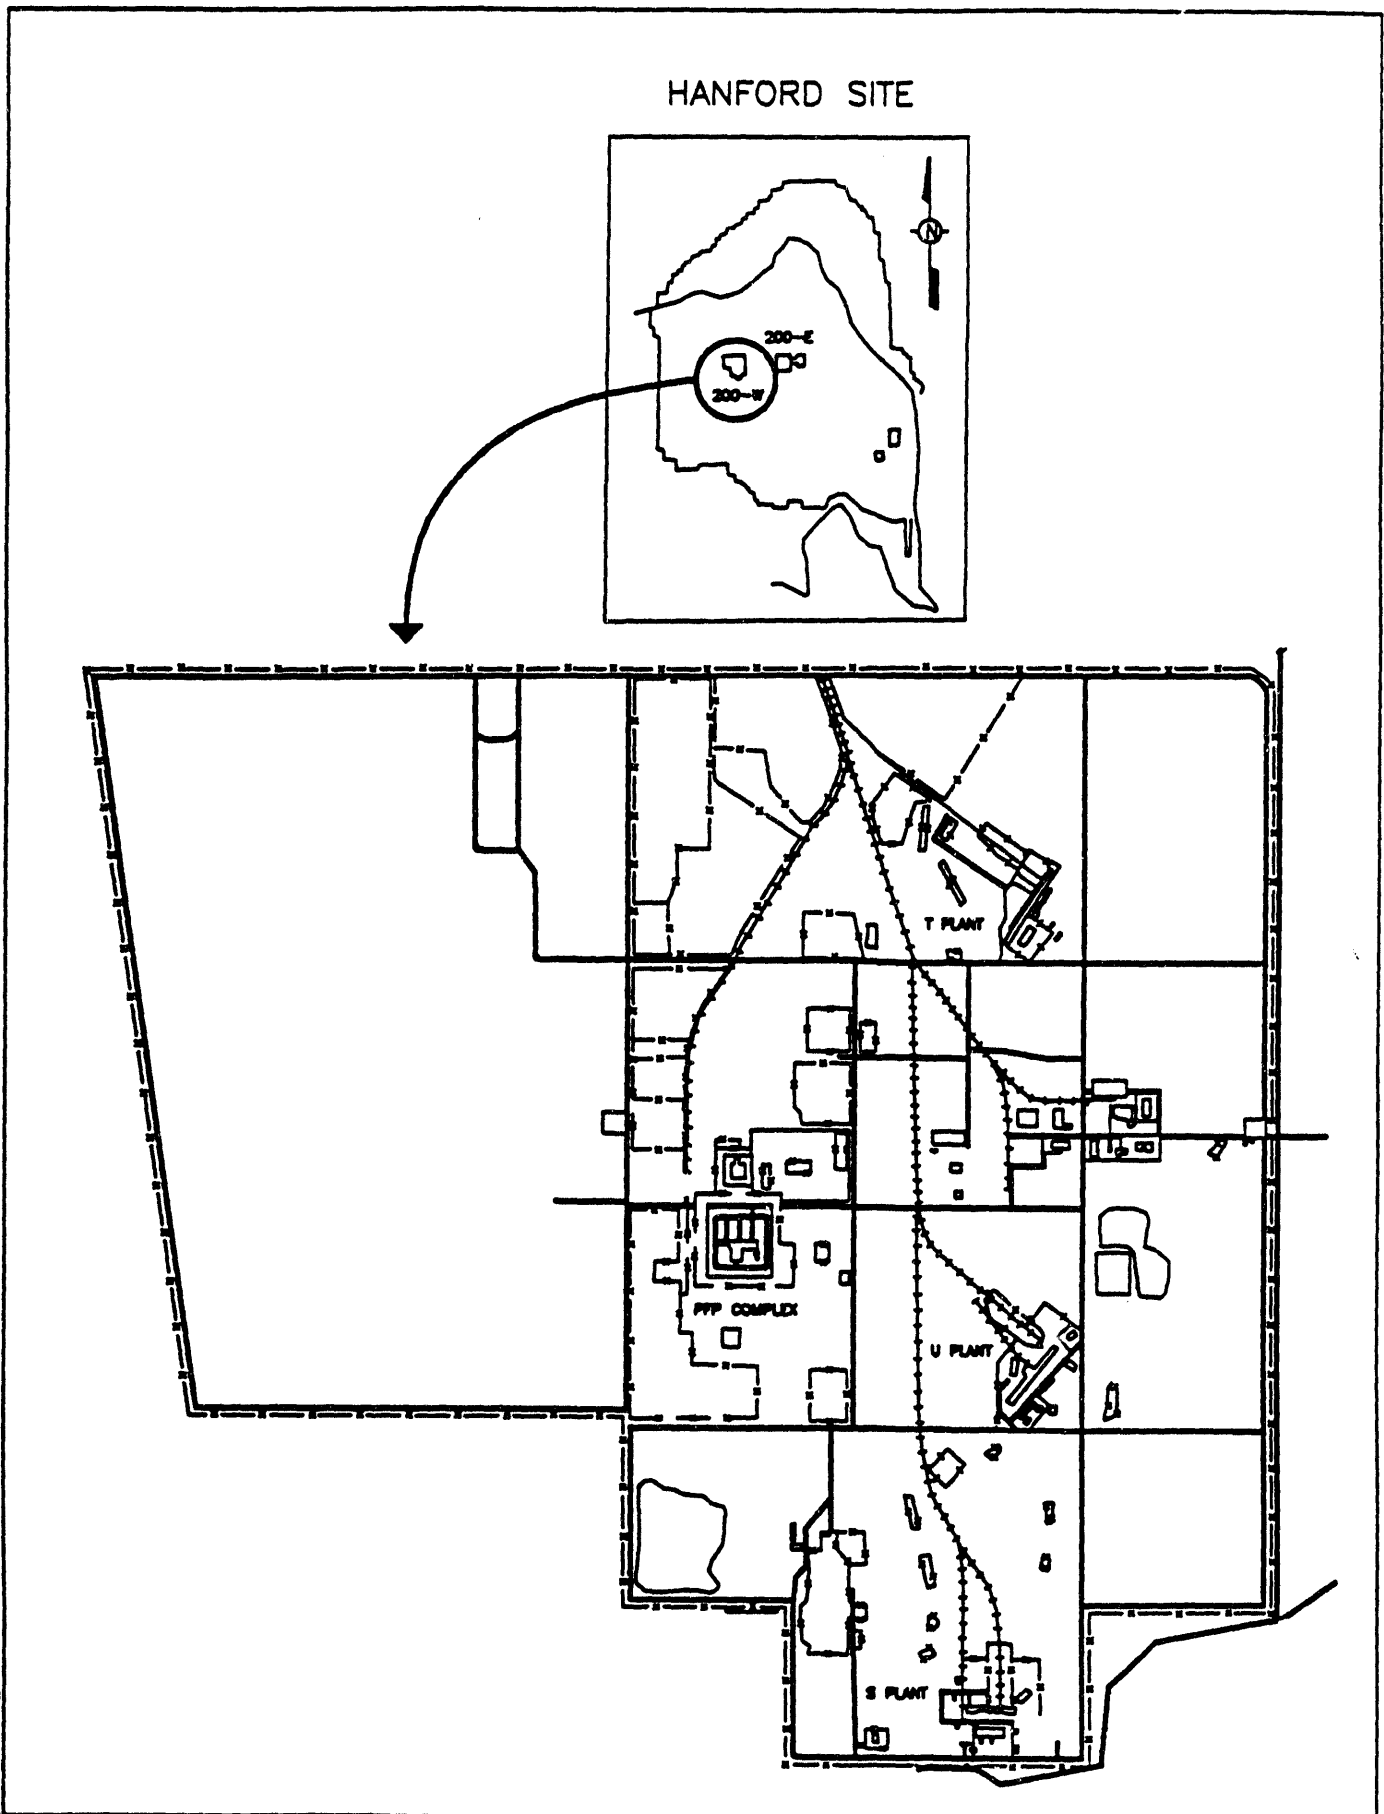 HANFORD SITE
N
200-E
200-W
T PLANT
PFP COMPLEX
U PLANT
S PLANT